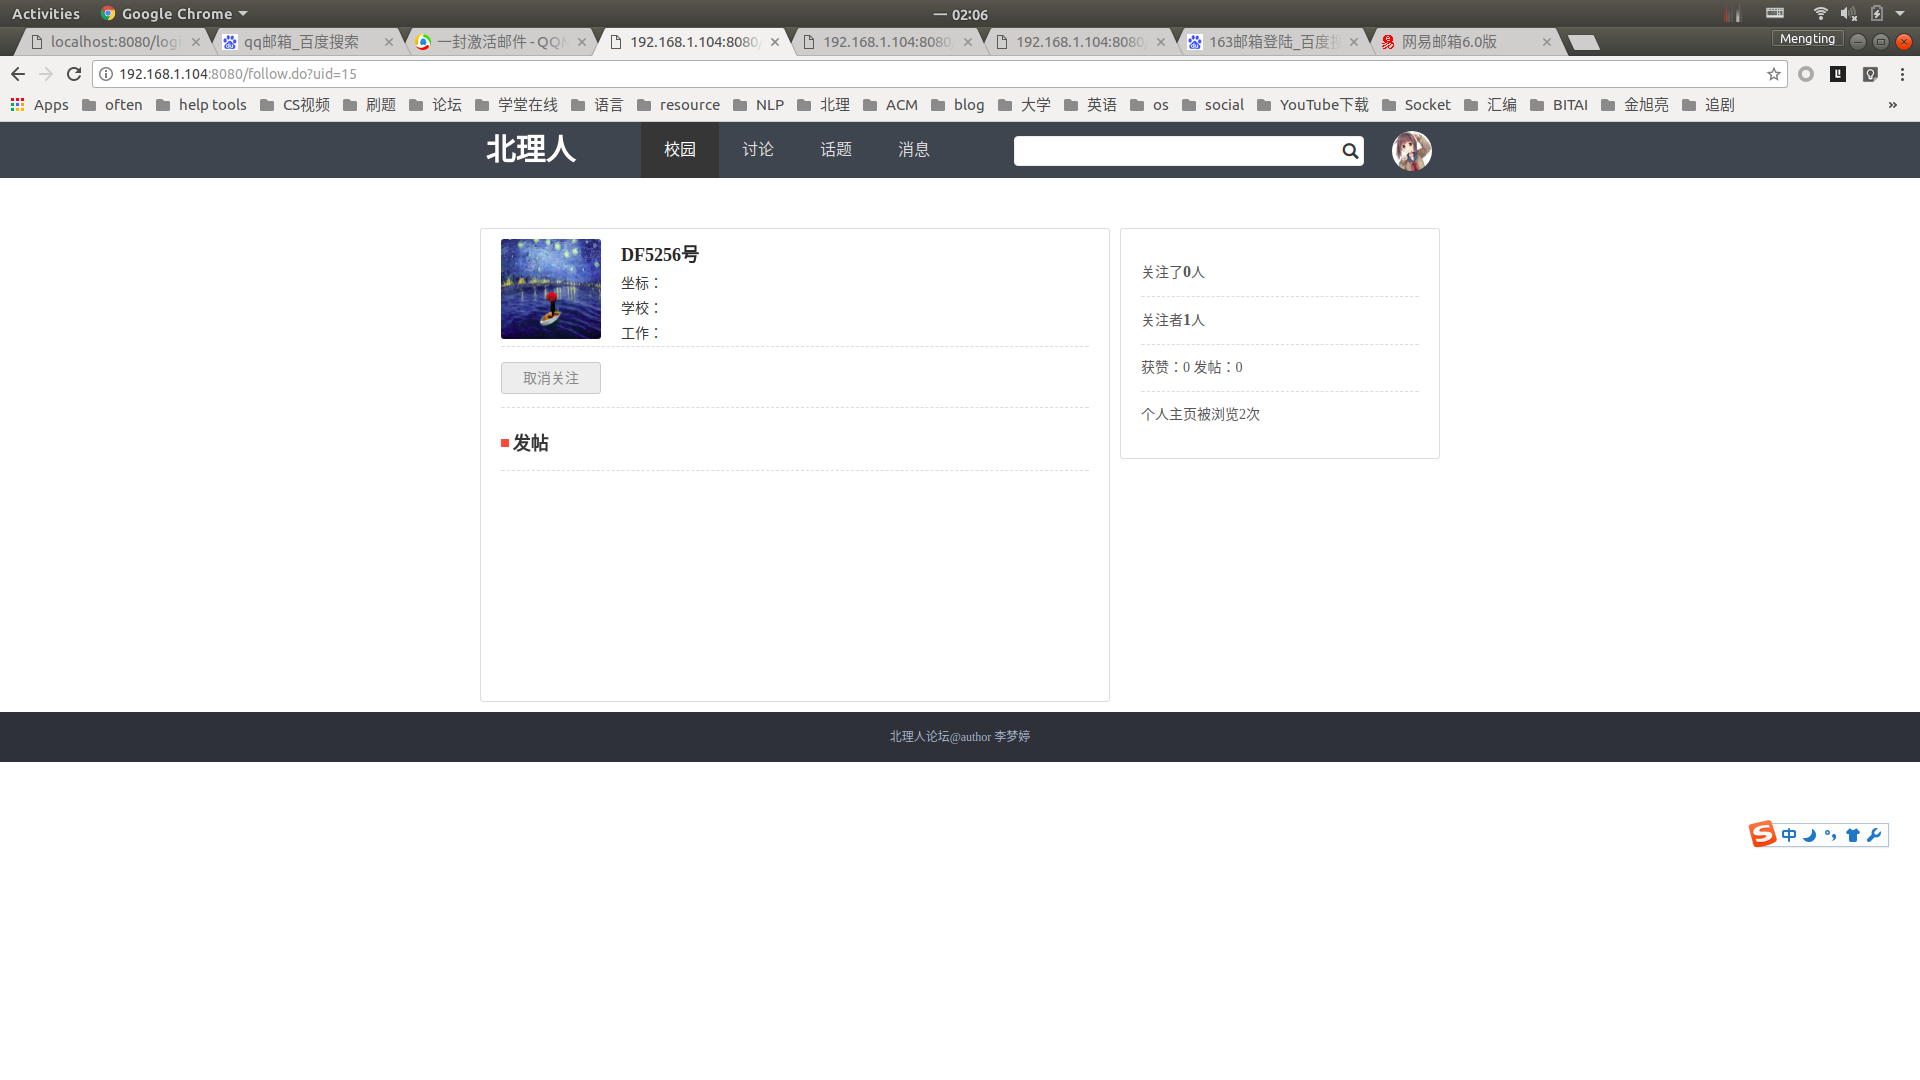 Activities Google Chrome 一 02:06
localhost:8080/logi qq邮箱_百度搜索 一封激活邮件 - QQM 192.168.1.104:8080/ 192.168.1.104:8080/ 192.168.1.104:8080/ 163邮箱登陆_百度搜 网易邮箱6.0版 Mengting
192.168.1.104:8080/follow.do?uid=15
Apps often help tools CS视频 刷题 论坛 学堂在线 语言 resource NLP 北理 ACM blog 大学 英语 os social YouTube下载 Socket 汇编 BITAI 金旭亮 追剧 »
北理人 校园 讨论 话题 消息
DF5256号
坐标：
学校：
工作：
取消关注
发帖
关注了0人
关注者1人
获赞：0 发帖：0
个人主页被浏览2次
北理人论坛@author 李梦婷
中